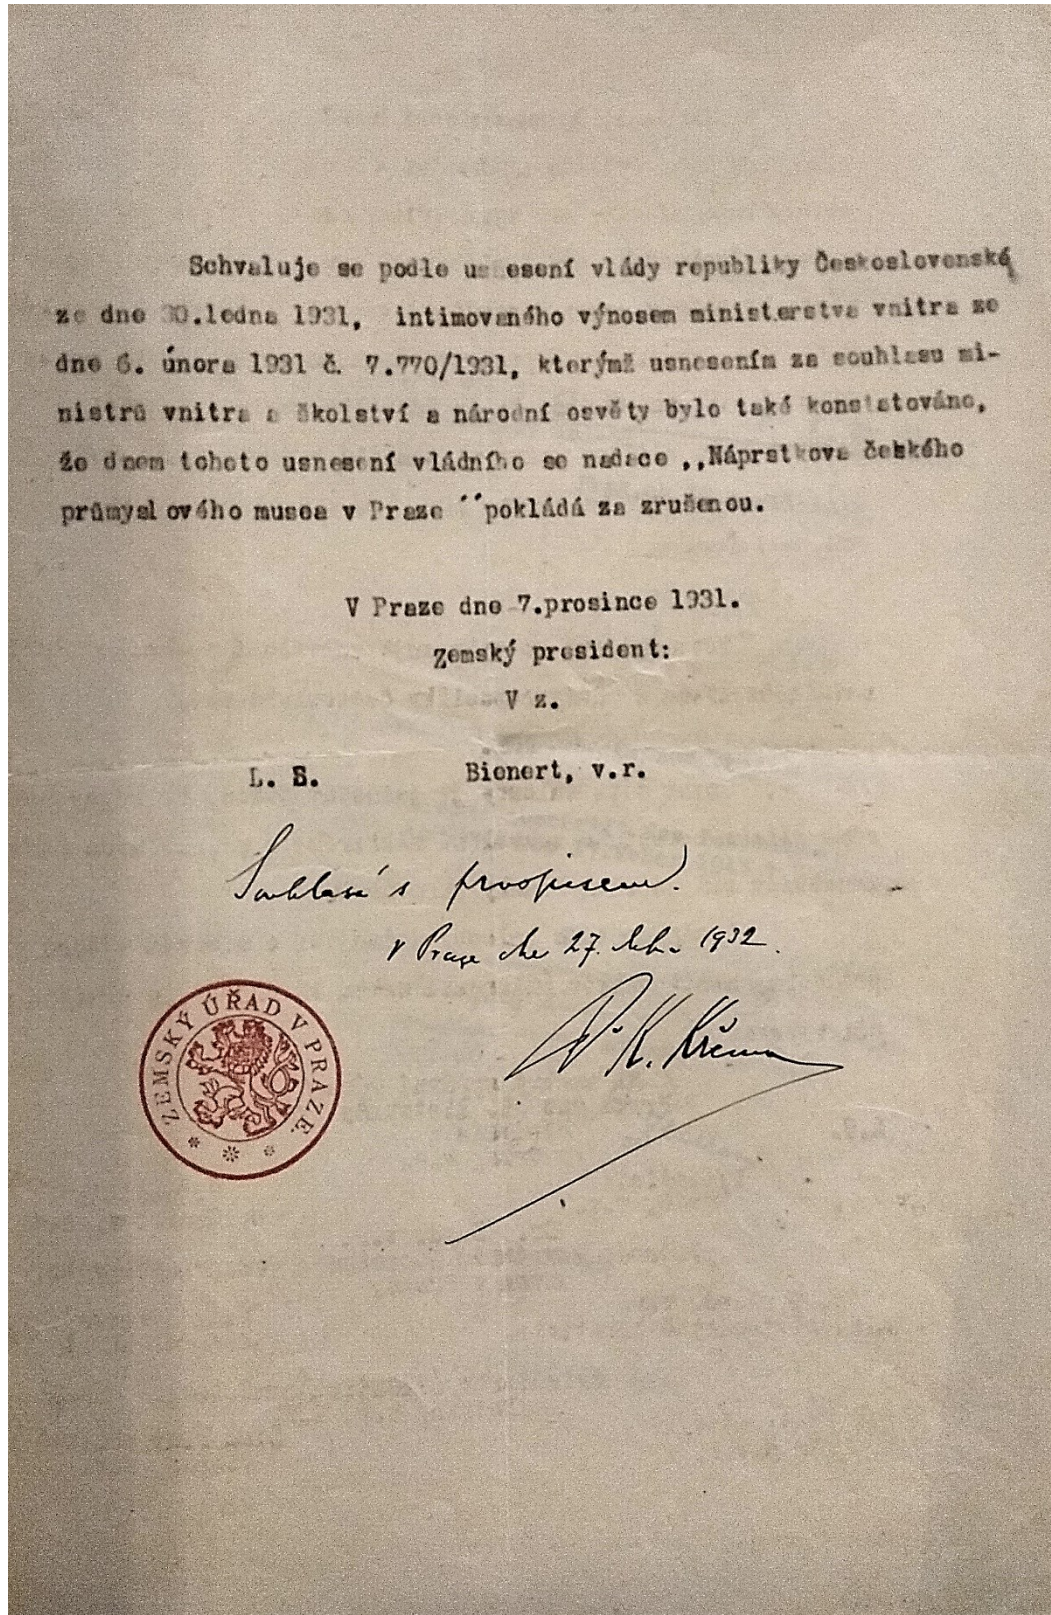 Schvaluje se podle usnesení vlády republiky Československé
ze dne 30.ledna 1931, intimovaného výnosem ministerstva vnitra ze
dne 6. února 1931 č. 7.770/1931, kterýmž usnesením za souhlasu mi-
nistrů vnitra a školství a národní osvěty bylo také konstatováno,
že dnem tohoto usnesení vládního se nadace ,,Náprstkova českého
průmyslového musea v Praze´´pokládá za zrušenou.
V Praze dne 7.prosince 1931.
Zemský president:
V z.
L. S. Bienert, v.r.
Souhlasí s prvopisem.
V Praze dne 27. 1932.
ZEMSKÝ ÚŘAD V PRAZE.